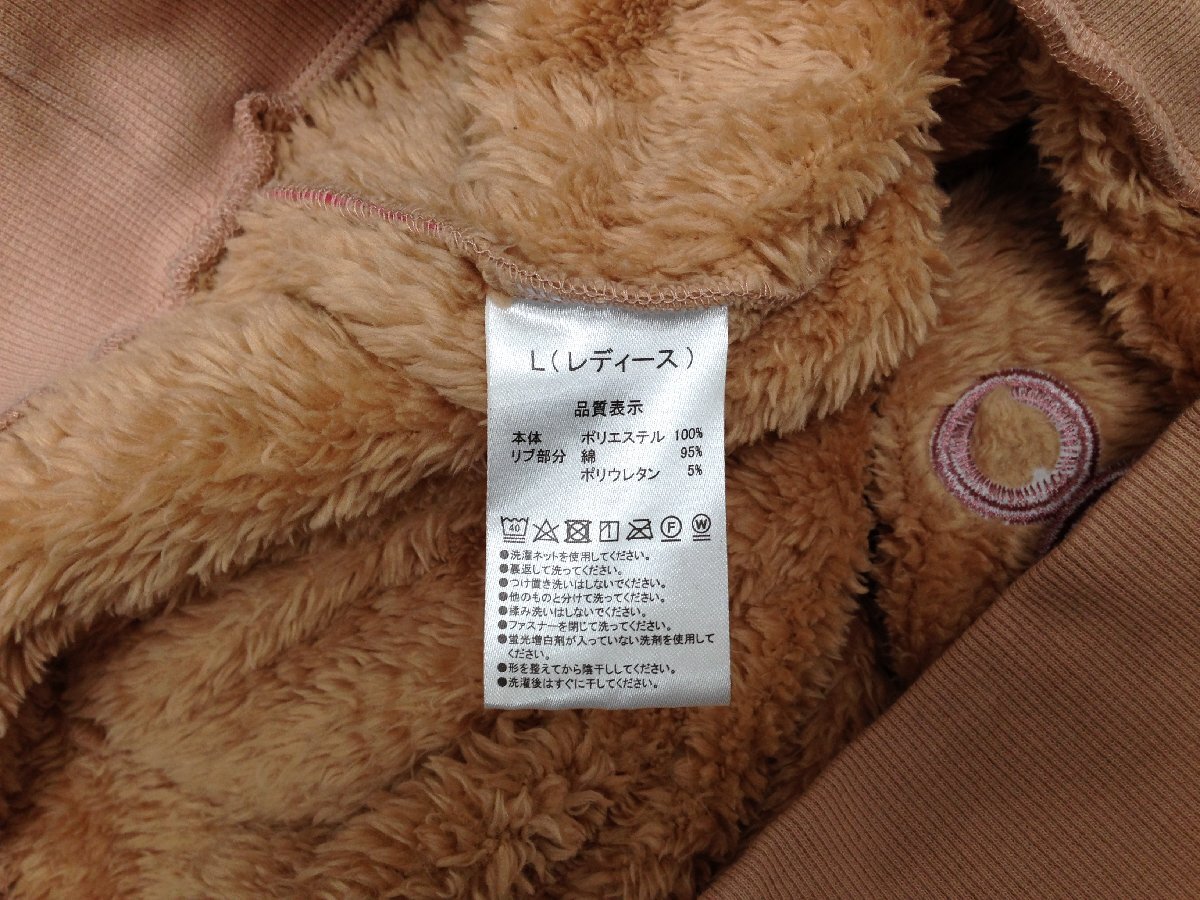 L(レディース)
品質表示
本体 ポリエステル 100%
リブ部分 綿 95%
ポリウレタン 5%
40 F W
●洗濯ネットを使用してください。
●裏返して洗ってください。
●つけ置き洗いはしないでください。
●他のものと分けて洗ってください。
●揉み洗いはしないでください。
●ファスナーを閉じて洗ってください。
●蛍光増白剤が入っていない洗剤を使用して
ください。
●形を整えてから陰干ししてください。
●洗濯後はすぐに干してください。